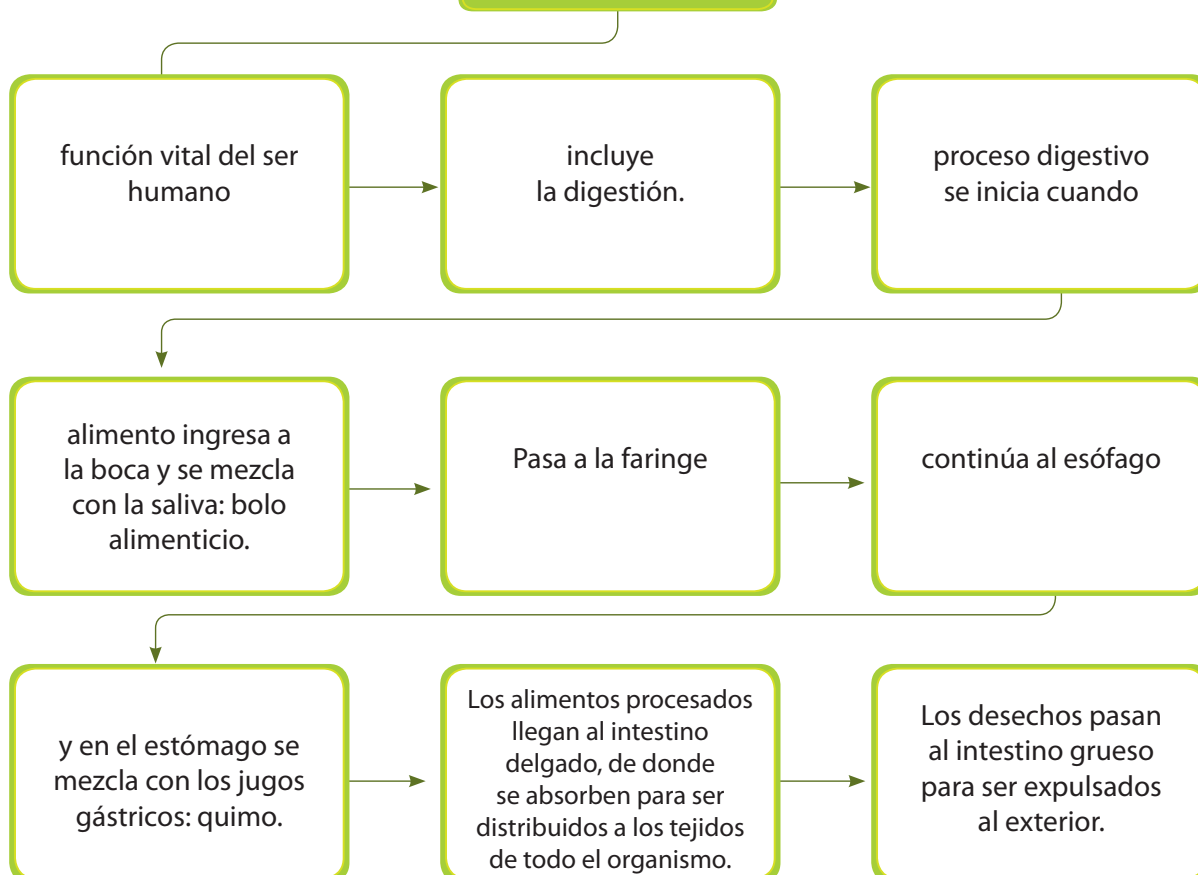 función vital del ser
humano
incluye
la digestión.
proceso digestivo
se inicia cuando
alimento ingresa a
la boca y se mezcla
con la saliva: bolo
alimenticio.
Pasa a la faringe
continúa al esófago
y en el estómago se
mezcla con los jugos
gástricos: quimo.
Los alimentos procesados
llegan al intestino
delgado, de donde
se absorben para ser
distribuidos a los tejidos
de todo el organismo.
Los desechos pasan
al intestino grueso
para ser expulsados
al exterior.